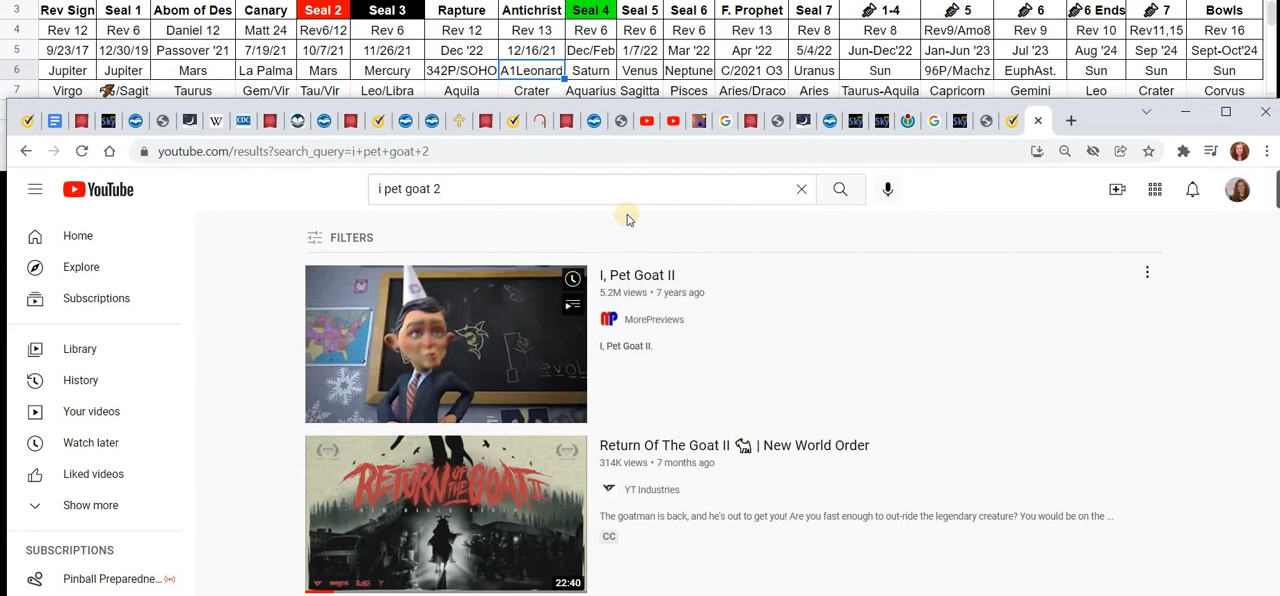 3 Rev Sign Seal 1 Abom of Des Canary Seal 2 Seal 3 Rapture Antichrist Seal 4 Seal 5 Seal 6 F. Prophet Seal 7 1-4 5 6 6 Ends 7 Bowls
4 Rev 12 Rev 6 Daniel 12 Matt 24 Rev6/12 Rev 6 Rev 12 Rev 13 Rev 6 Rev 6 Rev 6 Rev 13 Rev 8 Rev 8 Rev9/Amo8 Rev 9 Rev 10 Rev11,15 Rev 16
5 9/23/17 12/30/19 Passover '21 7/19/21 10/7/21 11/26/21 Dec '22 12/16/21 Dec/Feb 1/7/22 Mar '22 Apr '22 5/4/22 Jun-Dec'22 Jan-Jun '23 Jul '23 Aug '24 Sep '24 Sept-Oct'24
6 Jupiter Jupiter Mars La Palma Mars Mercury 342P/SOHO A1Leonard Saturn Venus Neptune C/2021 O3 Uranus Sun 96P/Machz EuphAst. Sun Sun Sun
7 Virgo /Sagit Taurus Gem/Vir Tau/Vir Leo/Libra Aquila Crater Aquarius Sagitta Pisces Aries/Draco Aries Taurus-Aquila Capricorn Gemini Leo Crater Corvus
youtube.com/results?search_query=i+pet+goat+2
YouTube
i pet goat 2
FILTERS
Home
Explore
Subscriptions
Library
History
Your videos
Watch later
Liked videos
Show more
SUBSCRIPTIONS
Pinball Preparedne...
I, Pet Goat II
5.2M views • 7 years ago
MorePreviews
I, Pet Goat II.
EVOL
Return Of The Goat II | New World Order
314K views • 7 months ago
YT Industries
The goatman is back, and he's out to get you! Are you fast enough to out-ride the legendary creature? You would be on the ...
CC
RETURN OF THE GOAT II
22:40